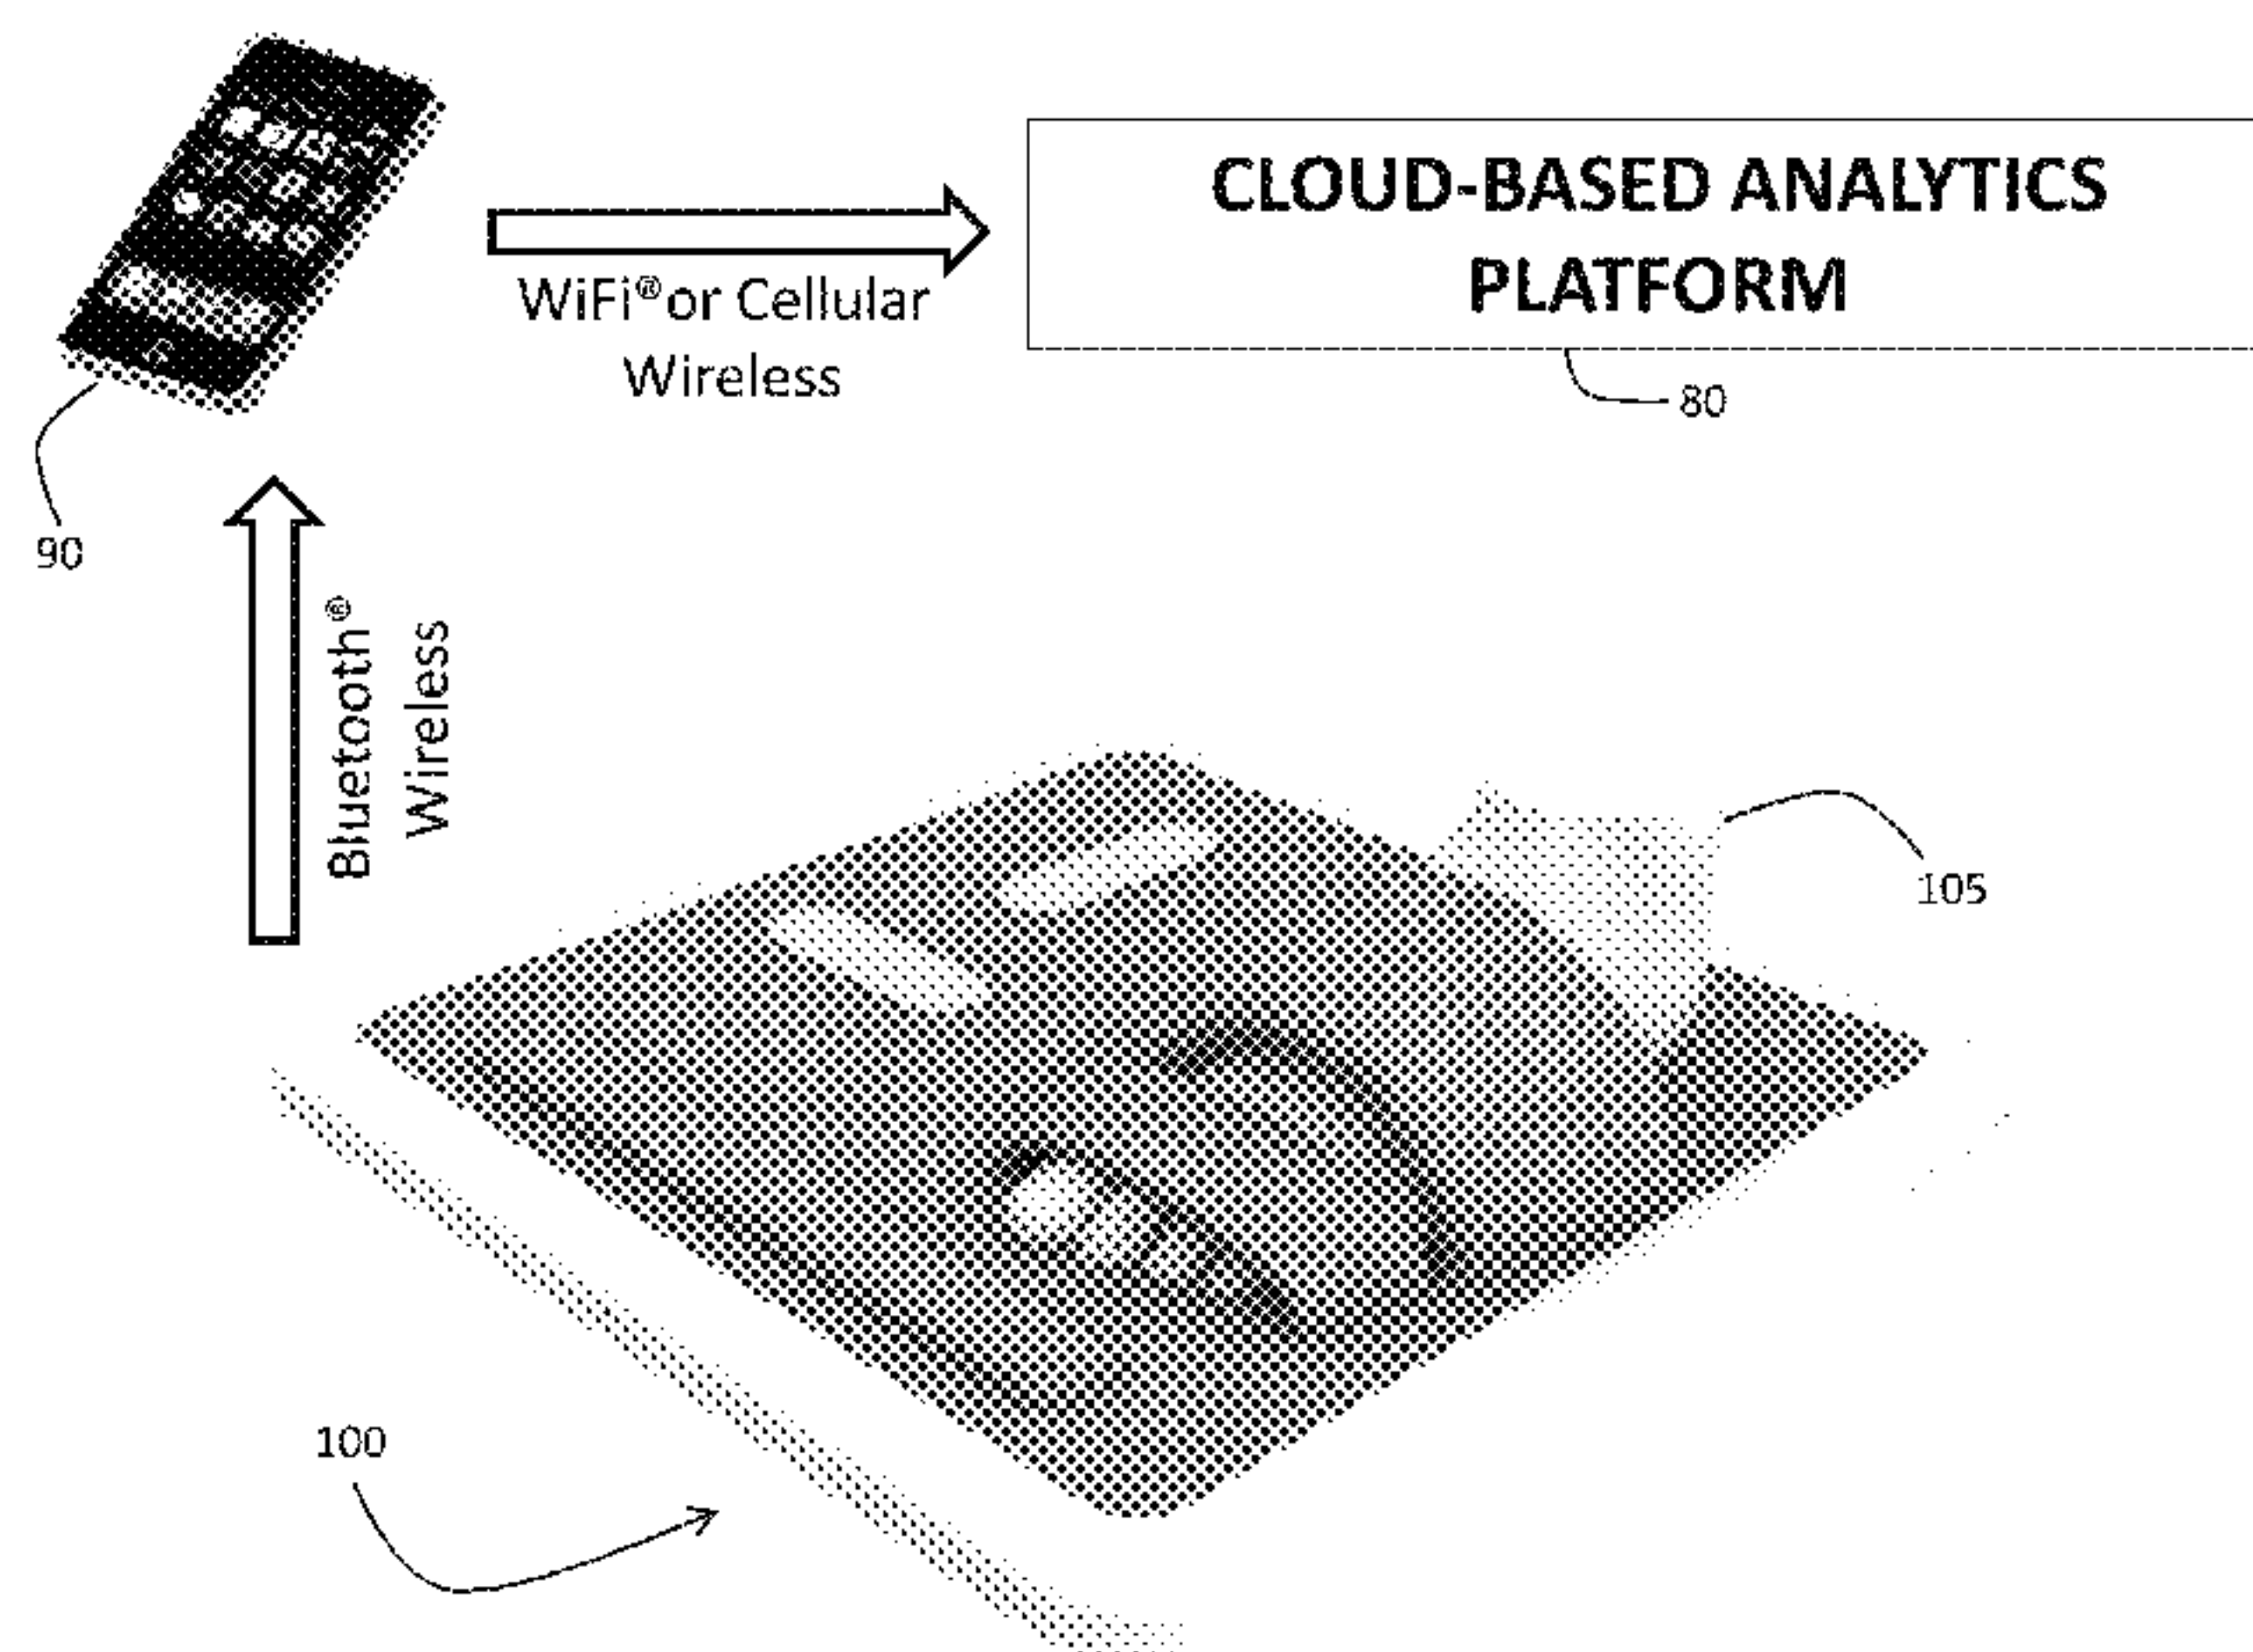 CLOUD-BASED ANALYTICS
PLATFORM
WiFi® or Cellular
Wireless
80
90
Bluetooth®
Wireless
105
100